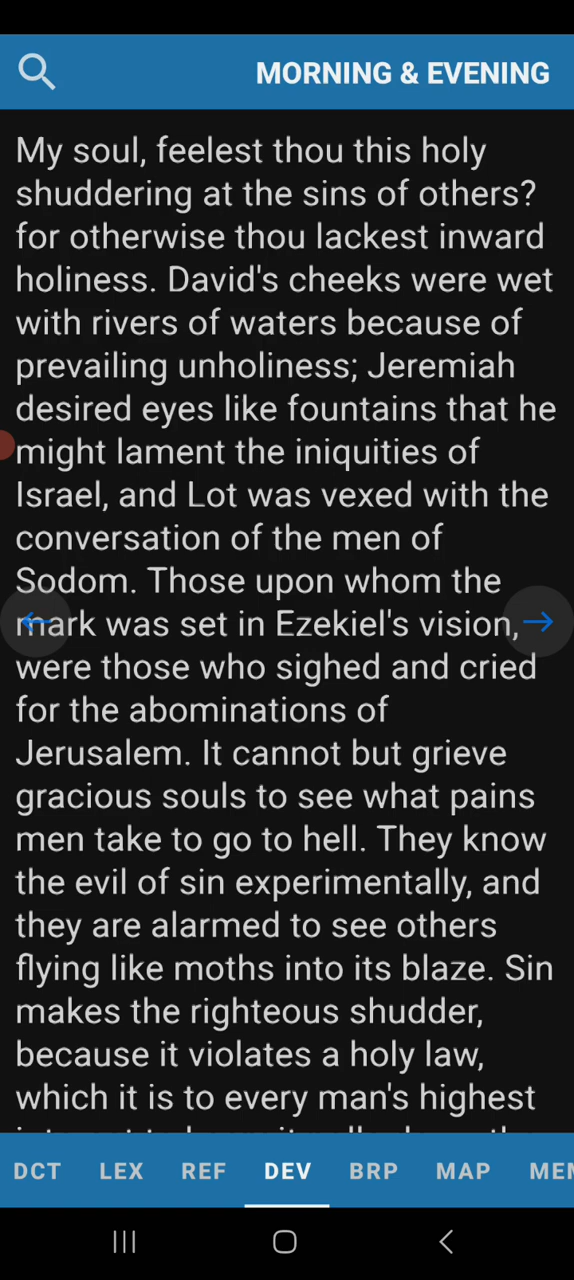 MORNING & EVENING
My soul, feelest thou this holy
shuddering at the sins of others?
for otherwise thou lackest inward
holiness. David's cheeks were wet
with rivers of waters because of
prevailing unholiness; Jeremiah
desired eyes like fountains that he
might lament the iniquities of
Israel, and Lot was vexed with the
conversation of the men of
Sodom. Those upon whom the
mark was set in Ezekiel's vision,
were those who sighed and cried
for the abominations of
Jerusalem. It cannot but grieve
gracious souls to see what pains
men take to go to hell. They know
the evil of sin experimentally, and
they are alarmed to see others
flying like moths into its blaze. Sin
makes the righteous shudder,
because it violates a holy law,
which it is to every man's highest
DCT LEX REF DEV BRP MAP